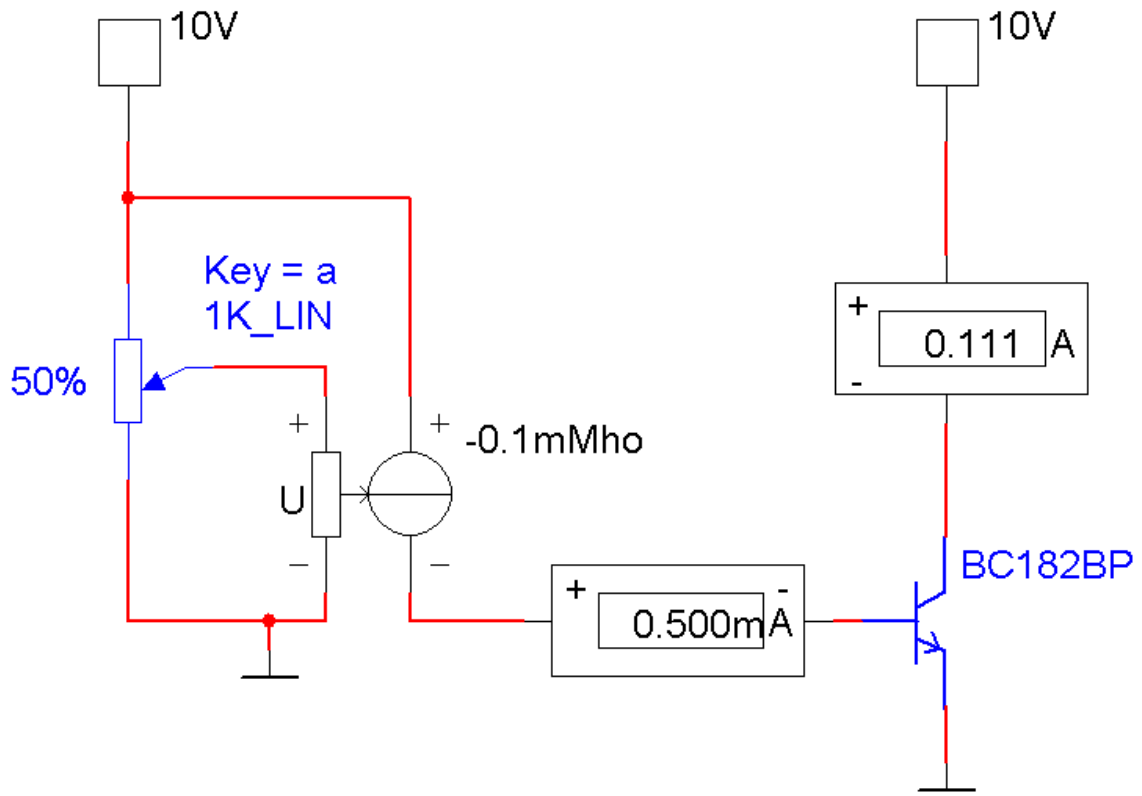 10V
10V
Key = a
1K_LIN
50%
+
-
0.111 A
+
+
-0.1mMho
U
−
−
BC182BP
+
-
0.500mA